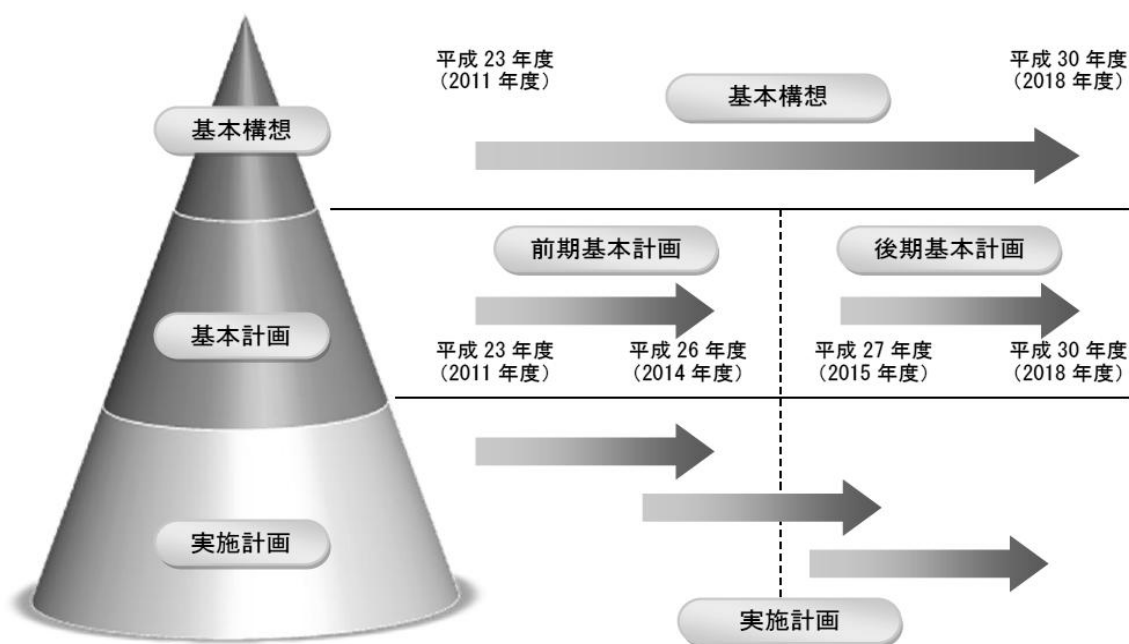 基本構想
基本計画
実施計画
平成 23 年度
（2011 年度）
基本構想
平成 30 年度
（2018 年度）
前期基本計画
後期基本計画
平成 23 年度
（2011 年度）
平成 26 年度
（2014 年度）
平成 27 年度
（2015 年度）
平成 30 年度
（2018 年度）
実施計画